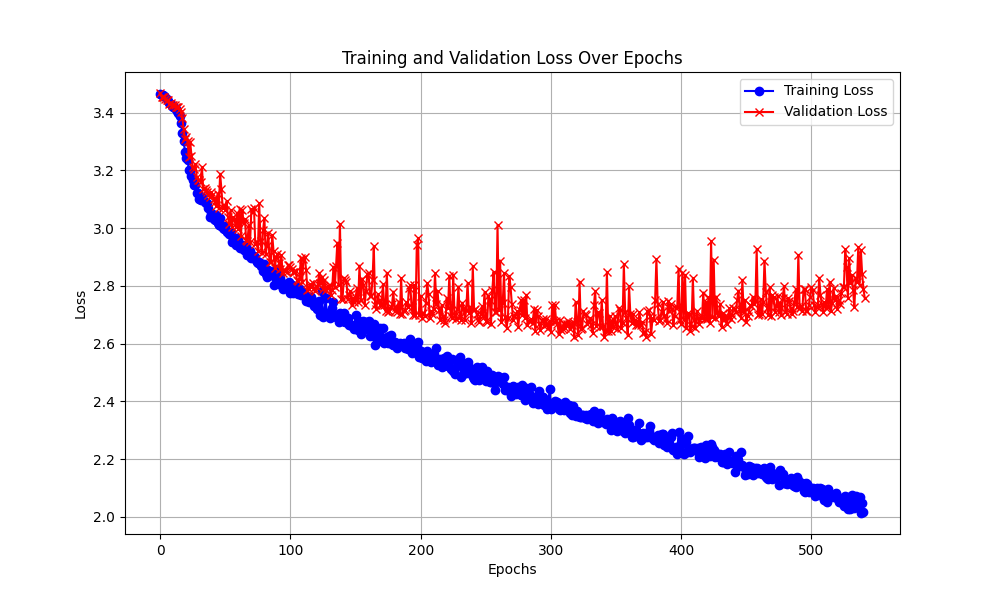 Training and Validation Loss Over Epochs
Training Loss
Validation Loss
3.4
3.2
3.0
2.8
2.6
2.4
2.2
2.0
Loss
0 100 200 300 400 500
Epochs